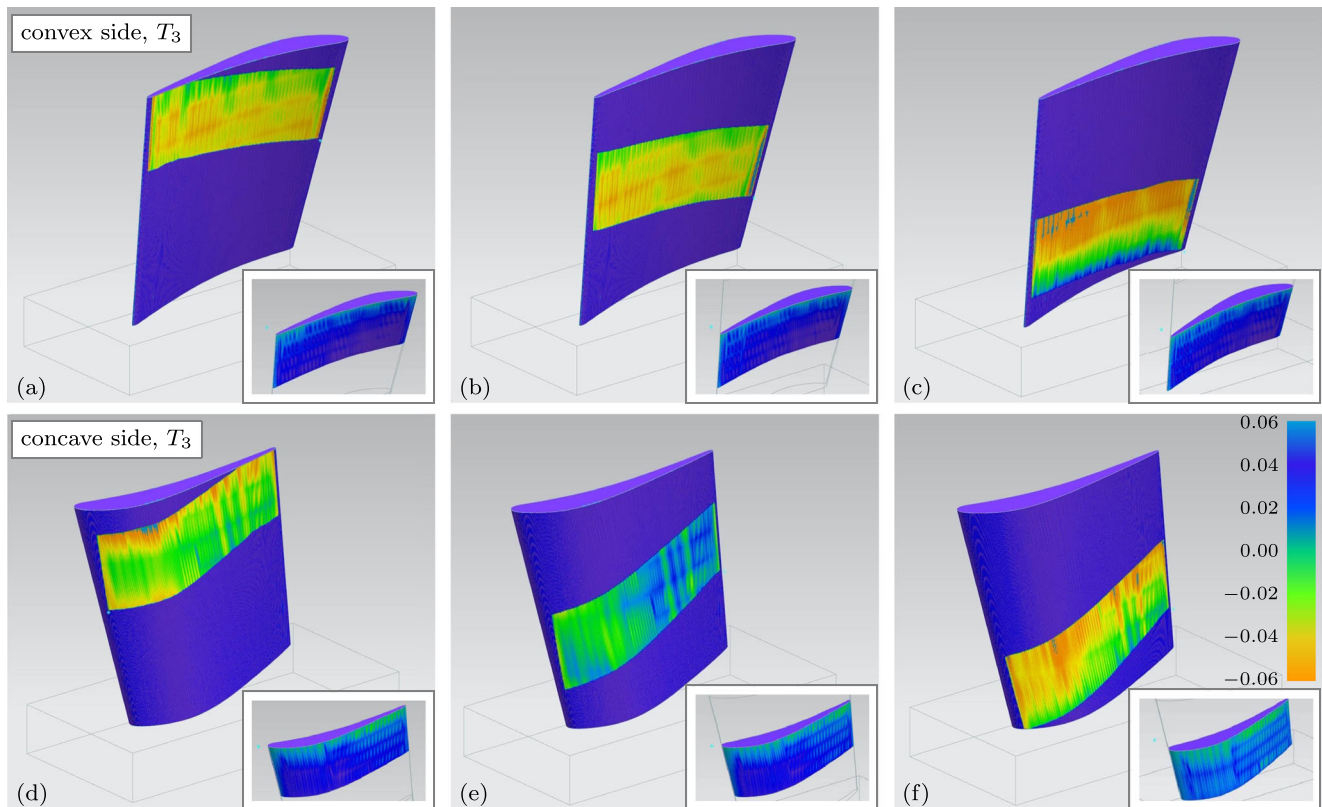 convex side, T₃
(a)
(b)
(c)
concave side, T₃
0.06
0.04
0.02
0.00
−0.02
−0.04
−0.06
(d)
(e)
(f)